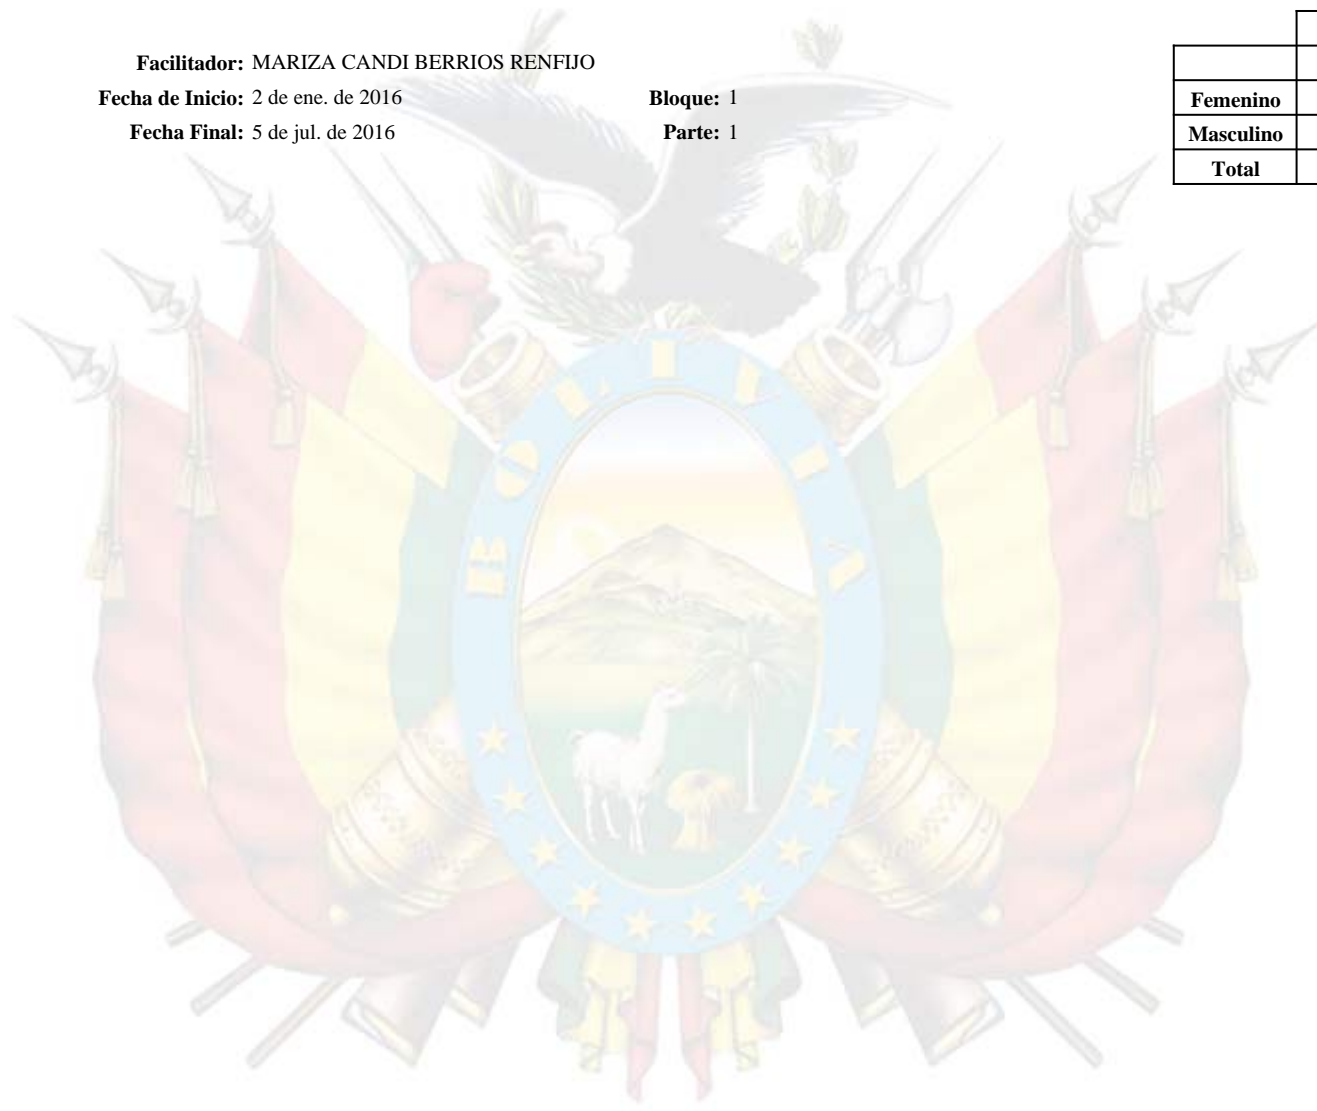 Facilitador: MARIZA CANDI BERRIOS RENFIJO
Fecha de Inicio: 2 de ene. de 2016 Bloque: 1
Fecha Final: 5 de jul. de 2016 Parte: 1
Femenino
Masculino
Total
BOLIVIA